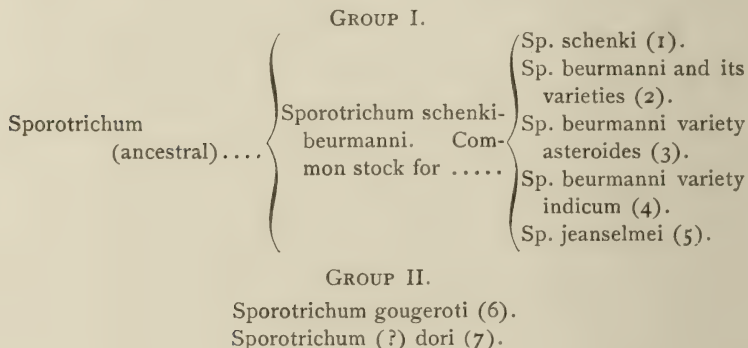 GROUP I.
Sporotrichum
(ancestral) ....
Sporotrichum schenki-
beurmanni. Com-
mon stock for .....
Sp. schenki (1).
Sp. beurmanni and its
varieties (2).
Sp. beurmanni variety
asteroides (3).
Sp. beurmanni variety
indicum (4).
Sp. jeanselmei (5).
GROUP II.
Sporotrichum gougeroti (6).
Sporotrichum (?) dori (7).